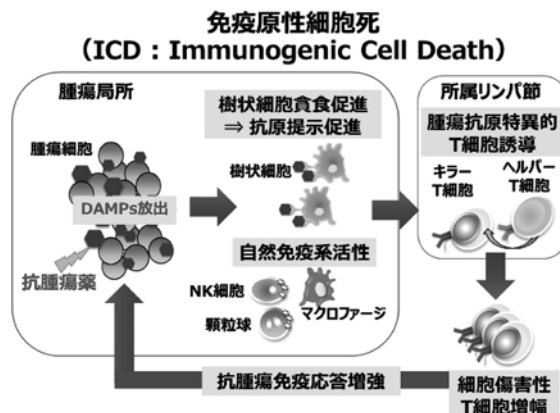 免疫原性細胞死
（ICD：Immunogenic Cell Death）
腫瘍局所
腫瘍細胞
DAMPs放出
抗腫瘍薬
樹状細胞貪食促進
⇒ 抗原提示促進
樹状細胞
自然免疫系活性
NK細胞
マクロファージ
顆粒球
所属リンパ節
腫瘍抗原特異的
T細胞誘導
キラー
T細胞
ヘルパー
T細胞
抗腫瘍免疫応答増強
細胞傷害性
T細胞増幅